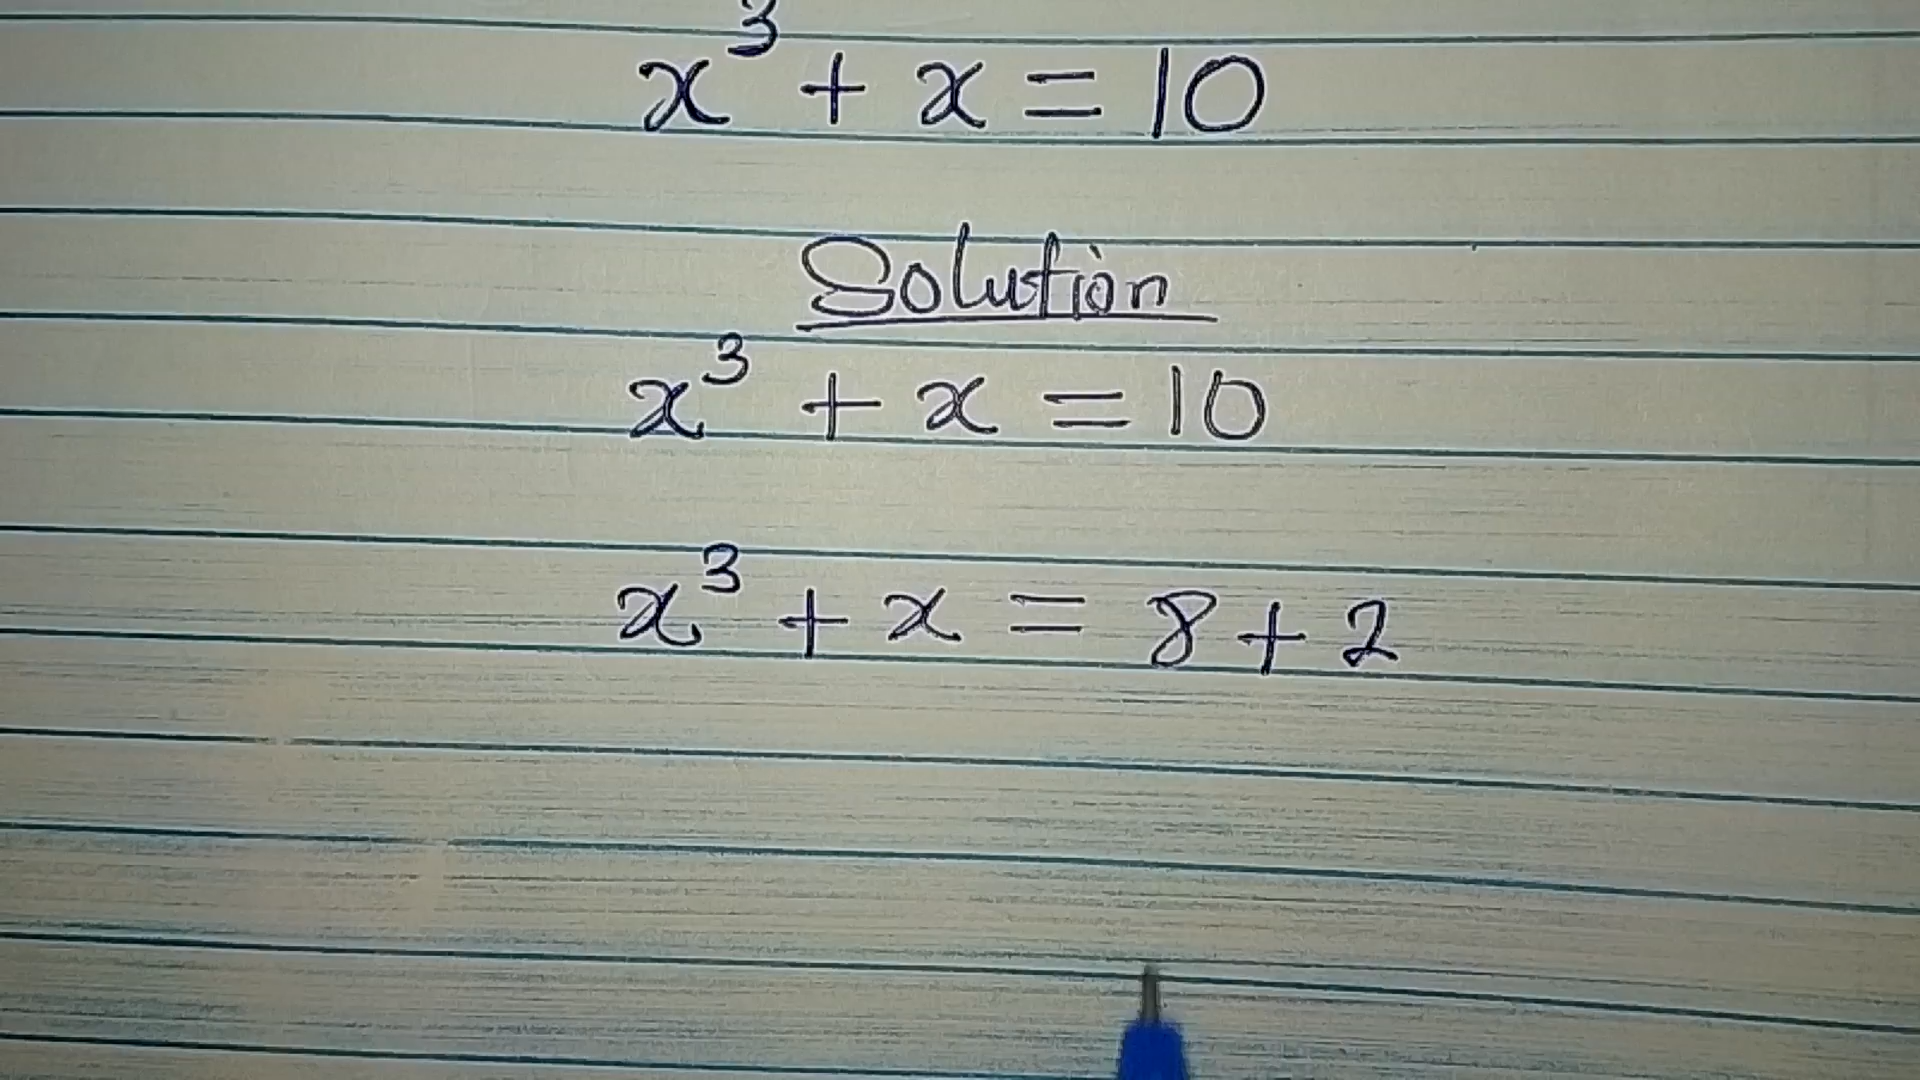 x³ + x = 10
Solution
x³ + x = 10
x³ + x = 8 + 2